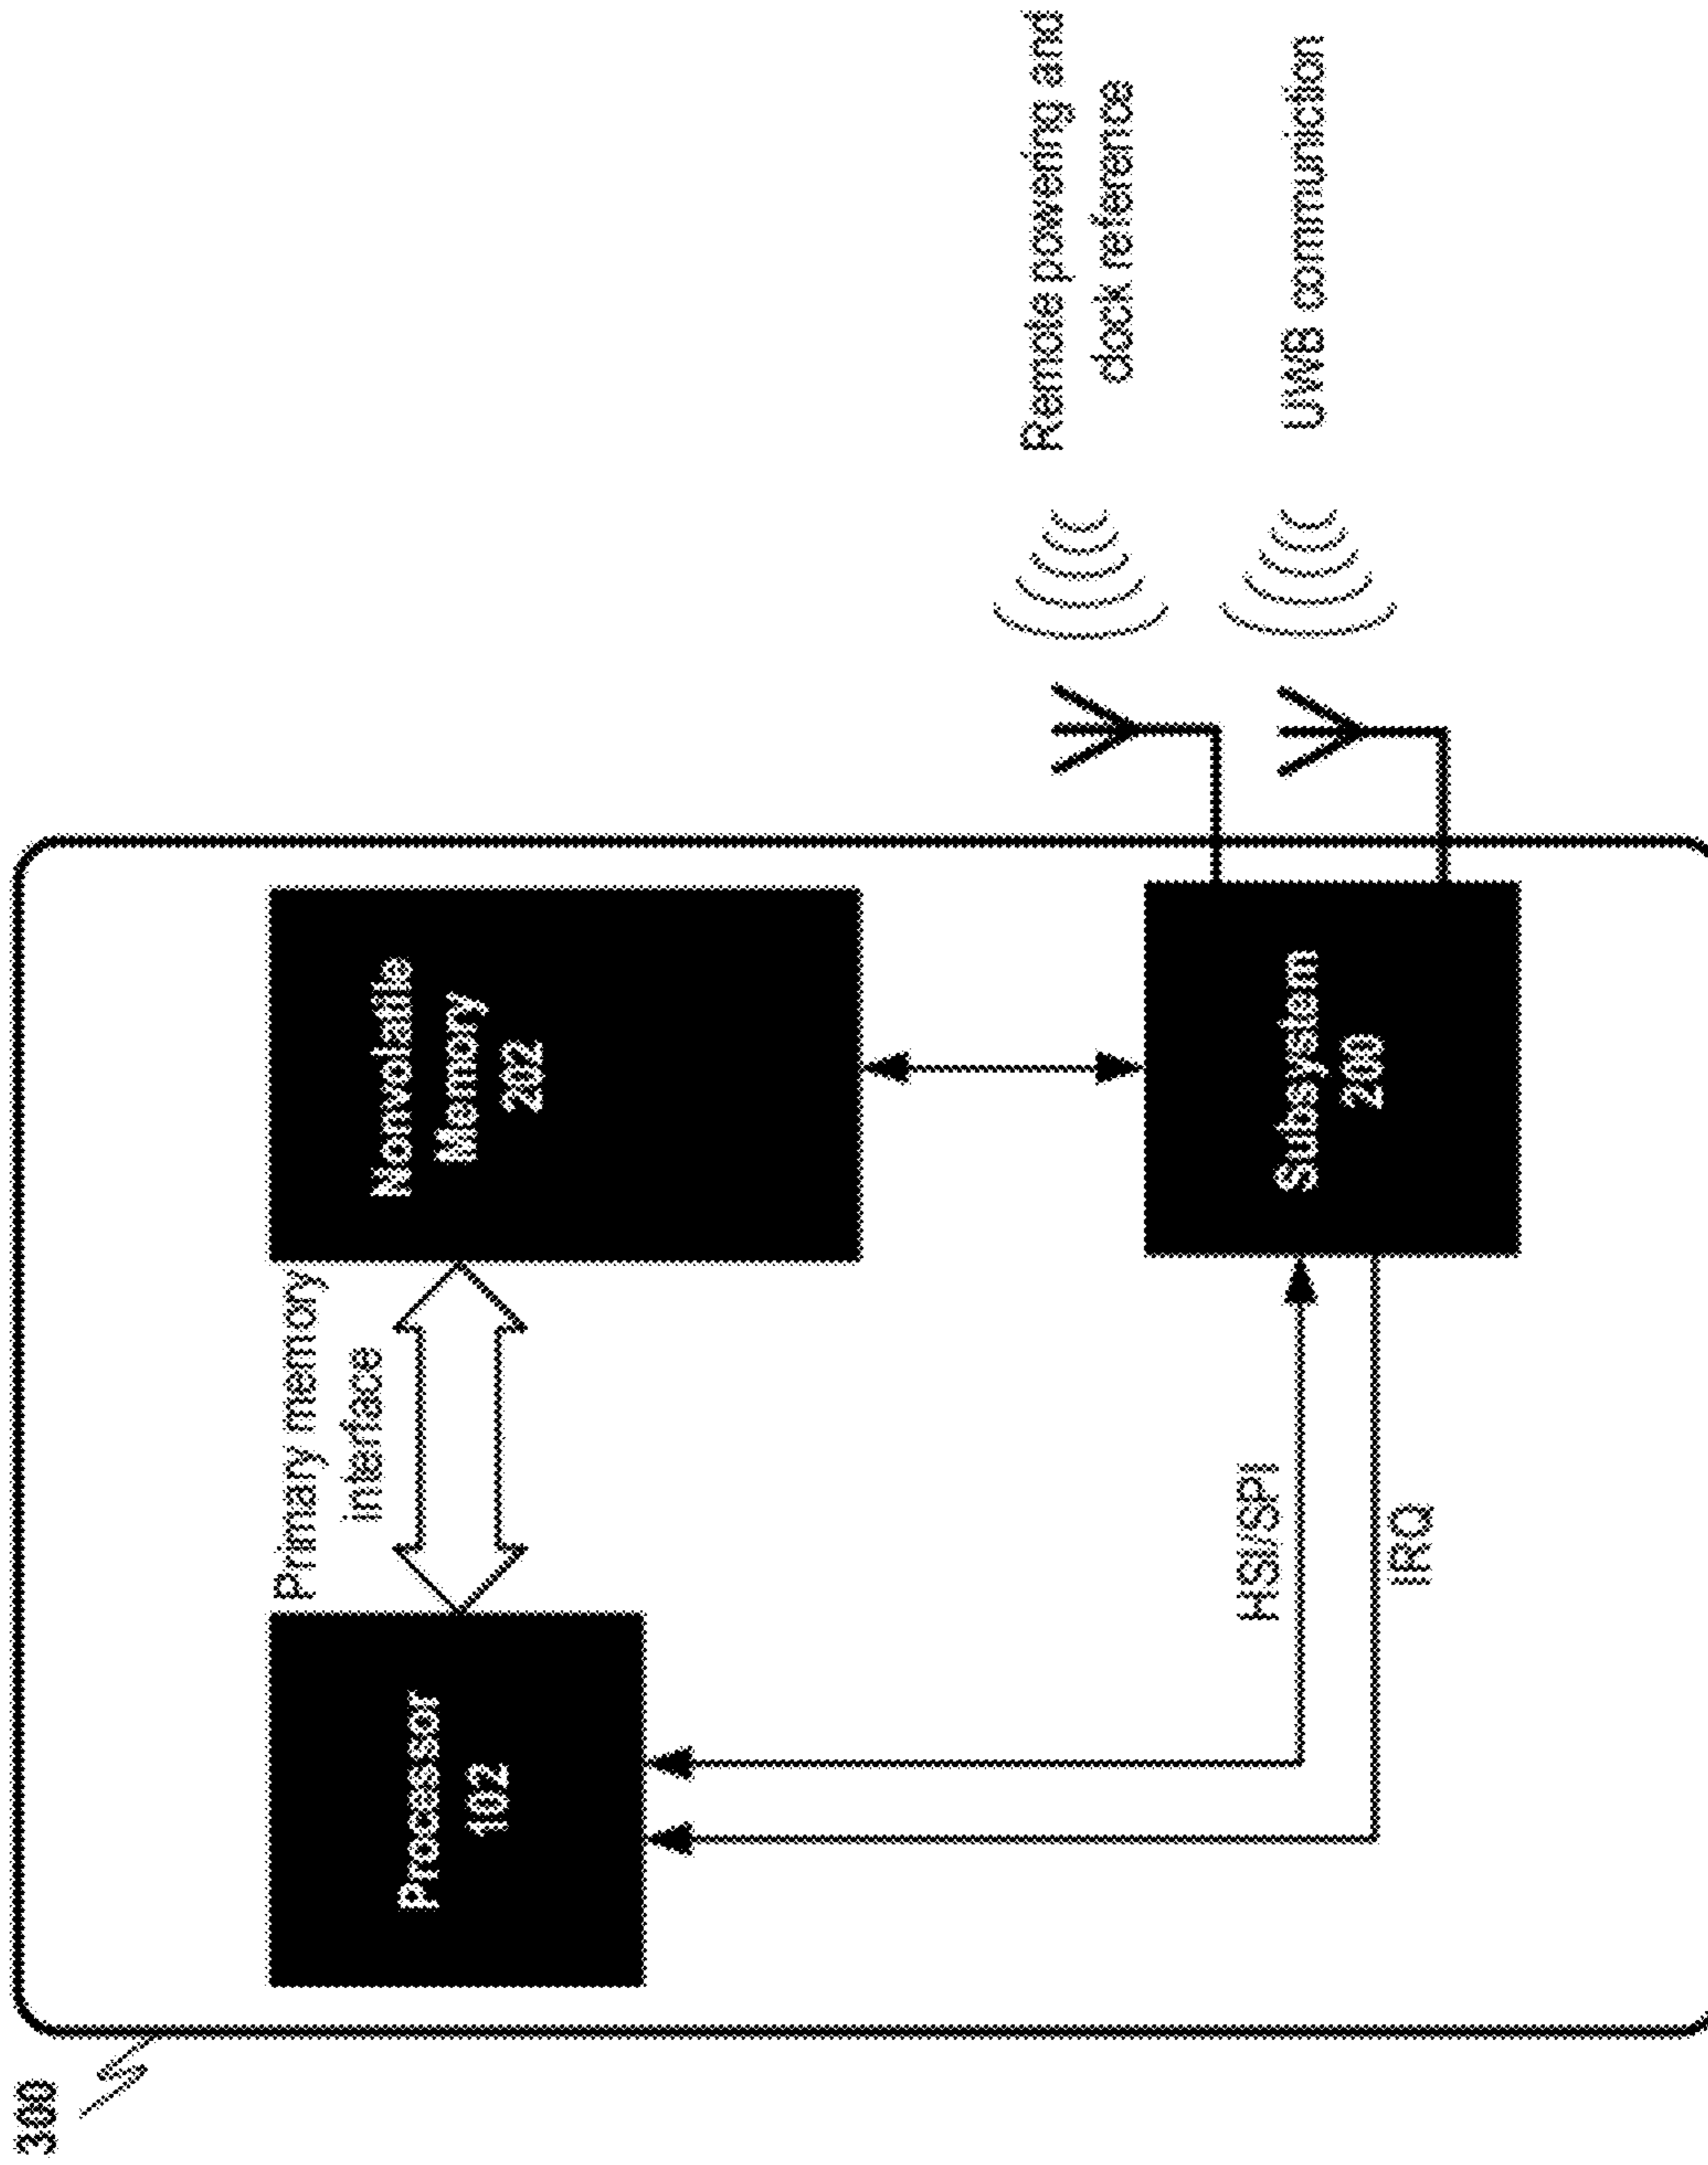 300
Primary memory
interface
Processor
102
Nonvolatile
Memory
202
HSI/SPI
IRQ
Subsystem
200
Remote powering and
clock reference
UWB communiction